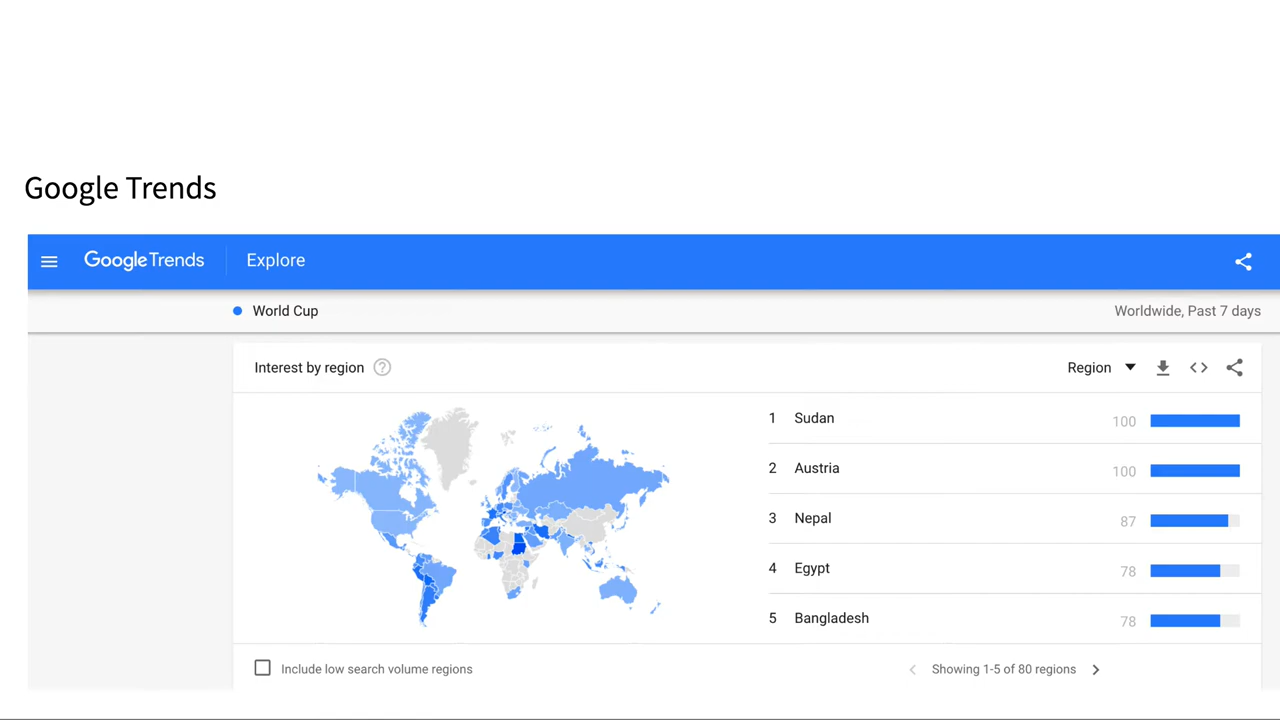 Google Trends
Google Trends Explore
World Cup Worldwide, Past 7 days
Interest by region ? Region
1 Sudan 100
2 Austria 100
3 Nepal 87
4 Egypt 78
5 Bangladesh 78
Include low search volume regions Showing 1-5 of 80 regions